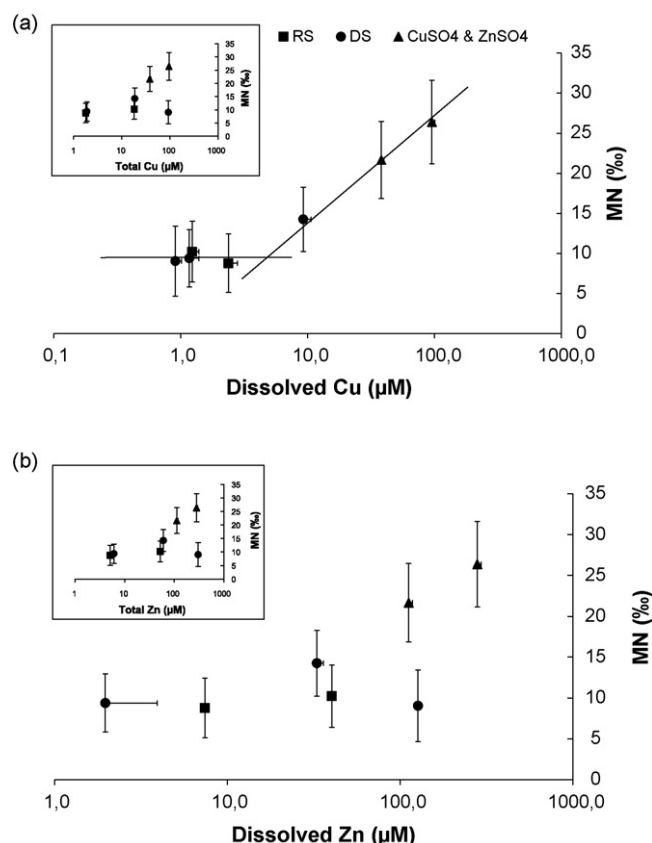 (a)
RS DS CuSO4 & ZnSO4
35
30
25
20
15
10
5
0
MN (‰)
1 10 100 1000
Total Cu (µM)
35
30
25
20
15
10
5
0
MN (‰)
0,1 1,0 10,0 100,0 1000,0
Dissolved Cu (µM)
(b)
35
30
25
20
15
10
5
0
MN (‰)
1 10 100 1000
Total Zn (µM)
35
30
25
20
15
10
5
0
MN (‰)
1,0 10,0 100,0 1000,0
Dissolved Zn (µM)